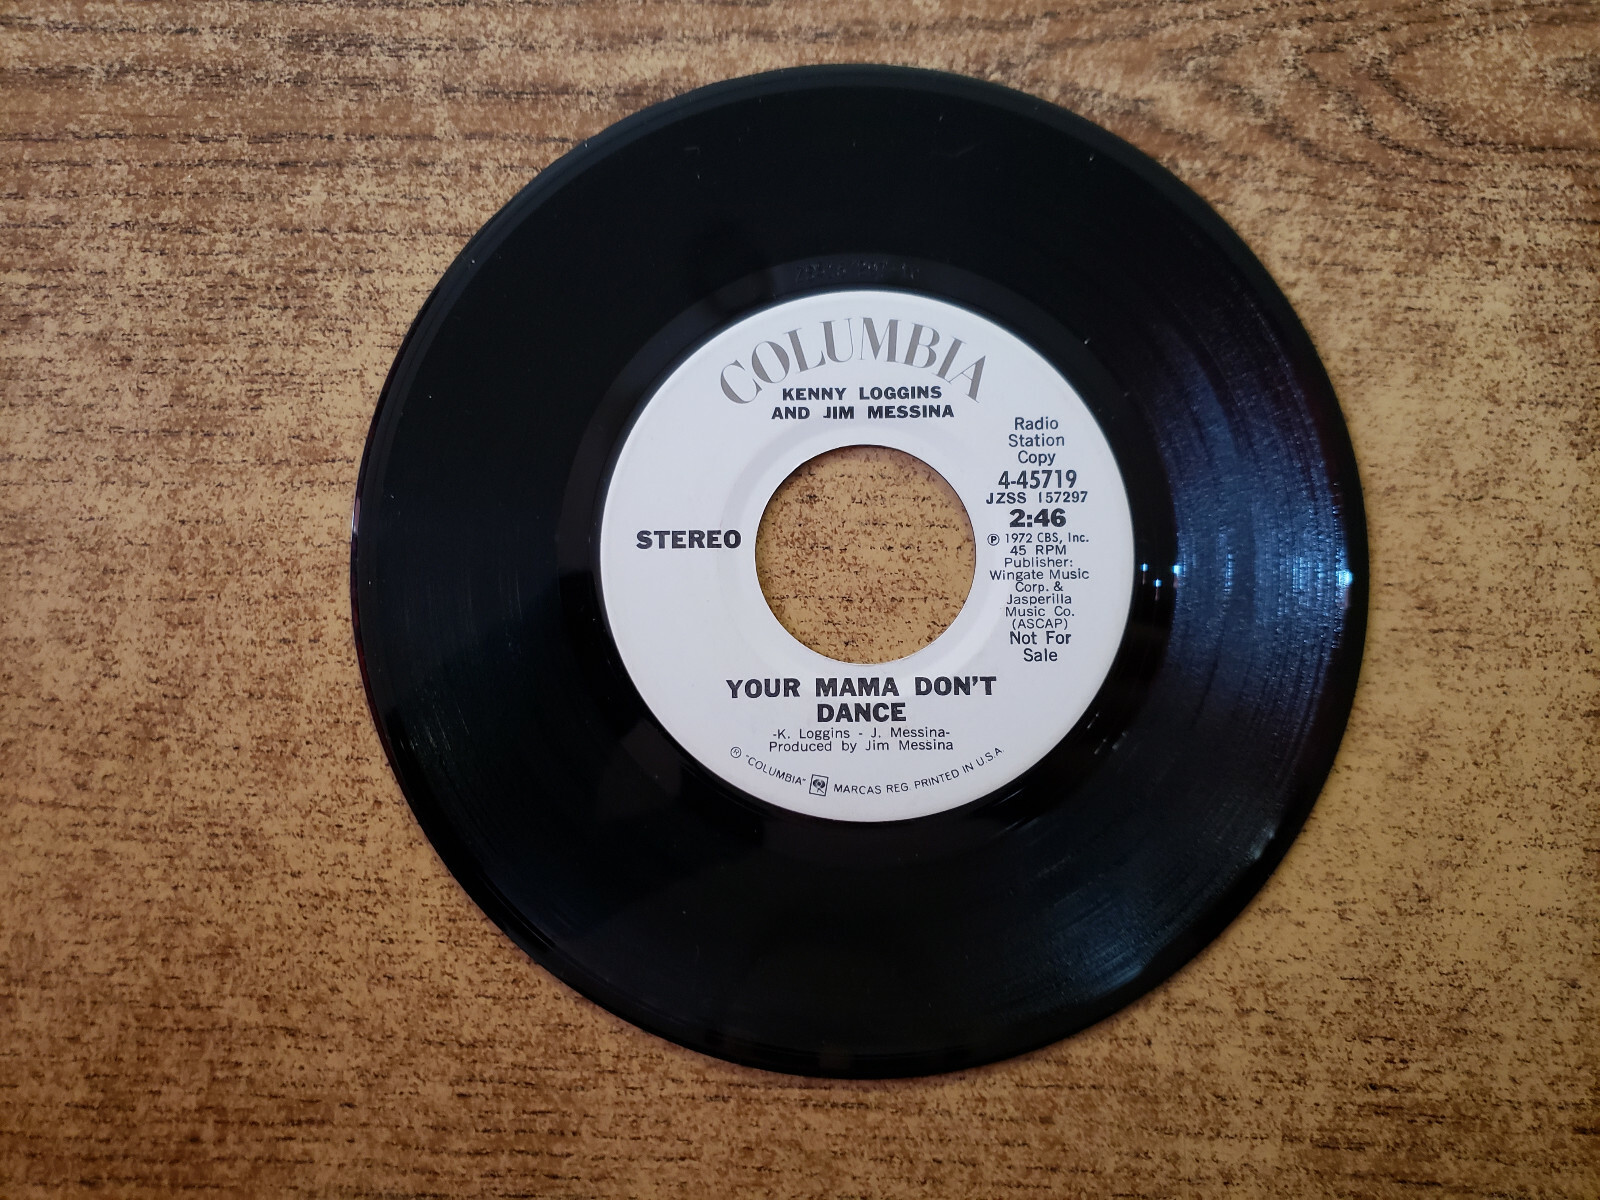 COLUMBIA
KENNY LOGGINS
AND JIM MESSINA
Radio
Station
Copy
4-45719
JZSS 157297
2:46
STEREO
Ⓟ 1972 CBS, Inc.
45 RPM
Publisher:
Wingate Music
Corp. &
Jasperilla
Music Co.
(ASCAP)
Not For
Sale
YOUR MAMA DON'T
DANCE
-K. Loggins - J. Messina-
Produced by Jim Messina
® "COLUMBIA" MARCAS REG. PRINTED IN U.S.A.